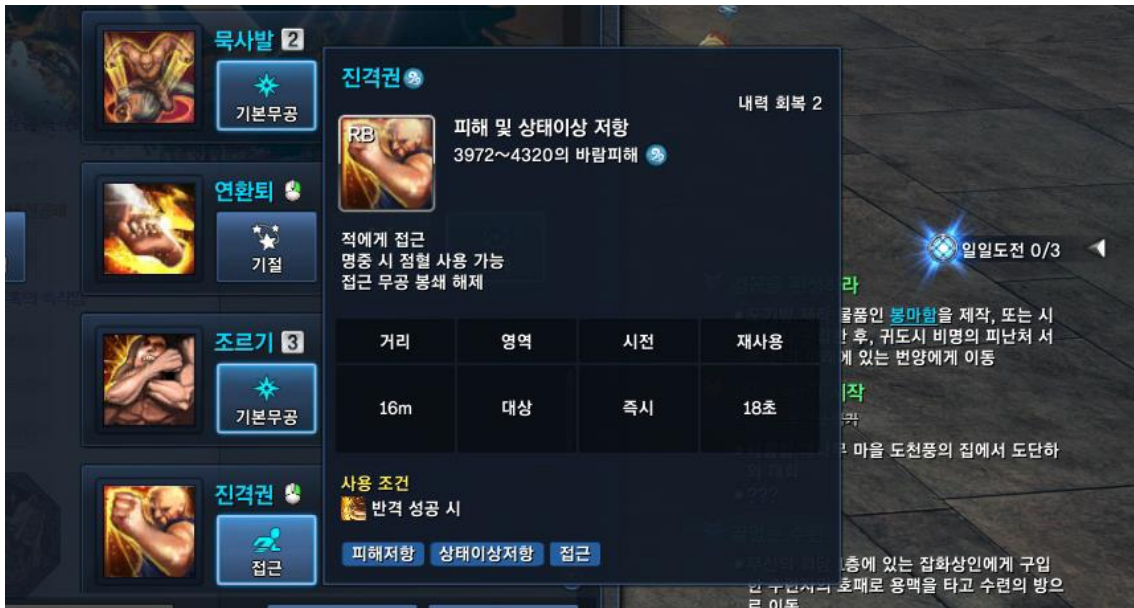 묵사발 2
기본무공
연환퇴
기절
조르기 3
기본무공
진격권
접근
진격권
내력 회복 2
RB
피해 및 상태이상 저항
3972~4320의 바람피해
적에게 접근
명중 시 점혈 사용 가능
접근 무공 봉쇄 해제
거리 영역 시전 재사용
16m 대상 즉시 18초
사용 조건
반격 성공 시
피해저항 상태이상저항 접근
일일도전 0/3
라
물품인 봉마함을 제작, 또는 시
후, 귀도시 비명의 피난처 서
에 있는 번양에게 이동
작
마을 도천풍의 집에서 도단하
1층에 있는 잡화상인에게 구입
호패로 용맥을 타고 수련의 방으
로 이동